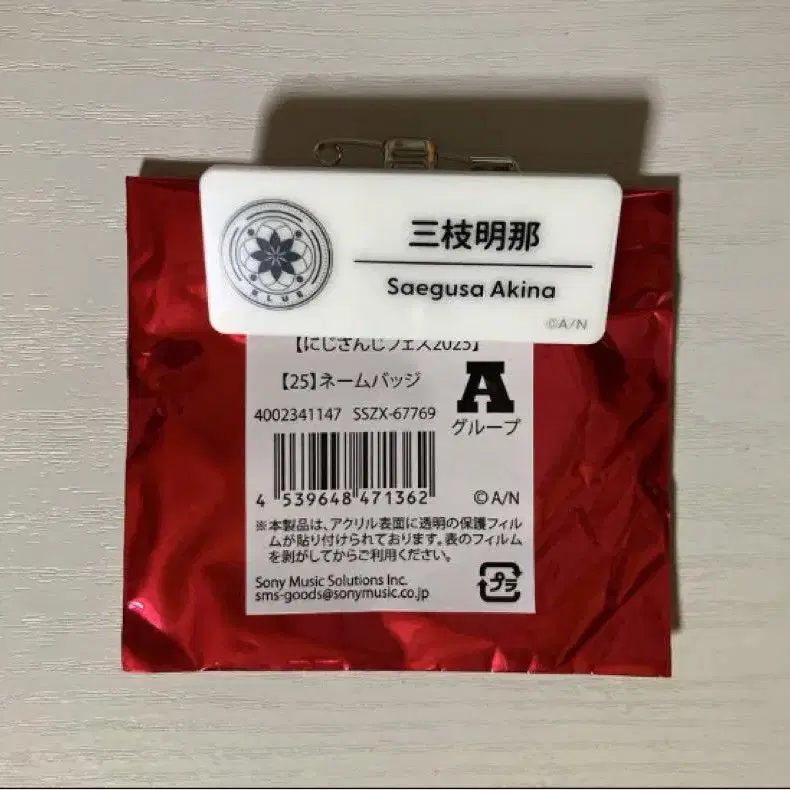 三枝明那
Saegusa Akina
BLUE
©A/N
【にじさんじフェス2023】
【25】ネームバッジ
4002341147 SSZX-67769
A
グループ
4 539648 471362
©A/N
※本製品は、アクリル表面に透明の保護フィル
ムが貼り付けられております。表のフィルム
を剥がしてからご利用ください。
Sony Music Solutions Inc.
sms-goods@sonymusic.co.jp
プラ